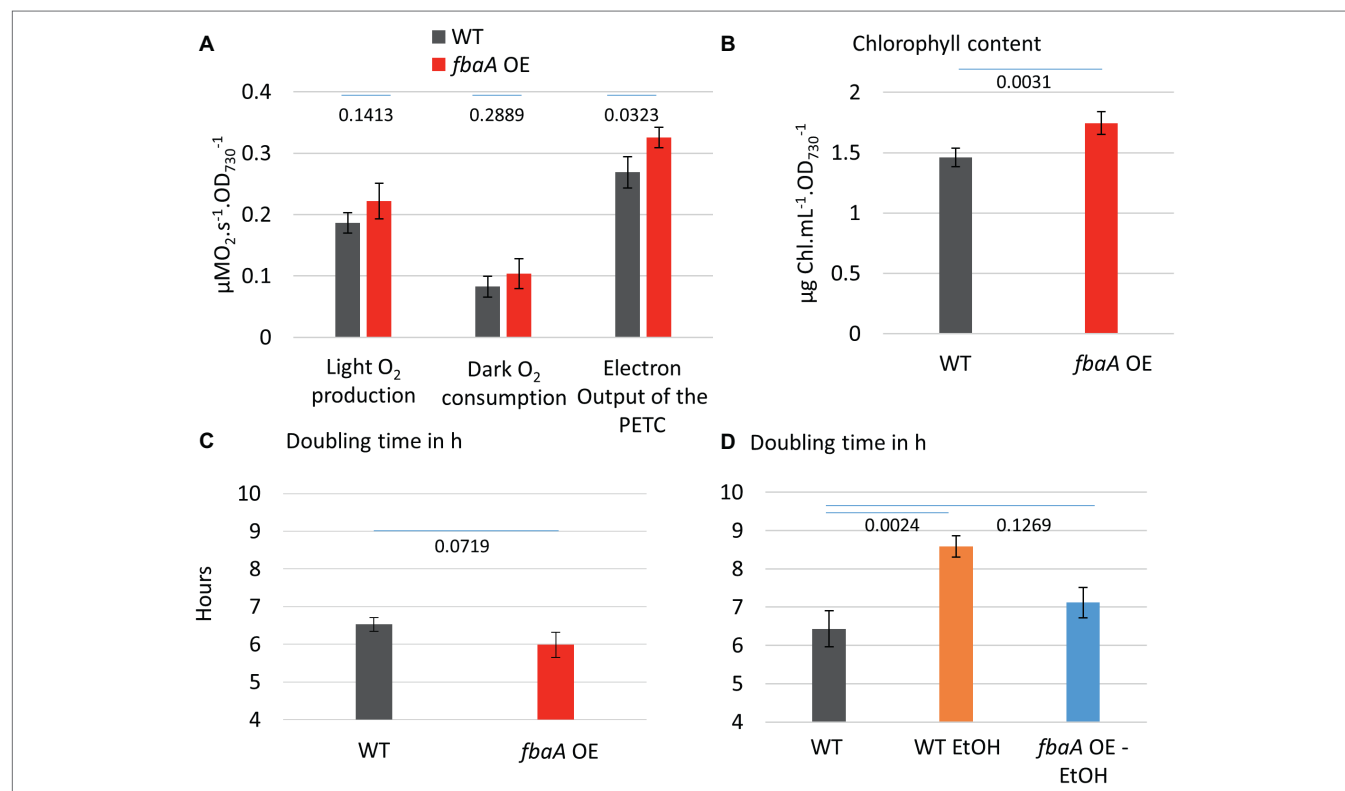 A
WT
fbaA OE
0.4
0.3
0.2
0.1
0
µMO₂.s⁻¹.OD₇₃₀⁻¹
0.1413
0.2889
0.0323
Light O₂
production
Dark O₂
consumption
Electron
Output of the
PETC
B
Chlorophyll content
0.0031
2
1.5
1
0.5
0
µg Chl.mL⁻¹.OD₇₃₀⁻¹
WT
fbaA OE
C
Doubling time in h
10
9
8
7
6
5
4
Hours
0.0719
WT
fbaA OE
D
Doubling time in h
10
9
8
7
6
5
4
0.0024
0.1269
WT
WT EtOH
fbaA OE -
EtOH